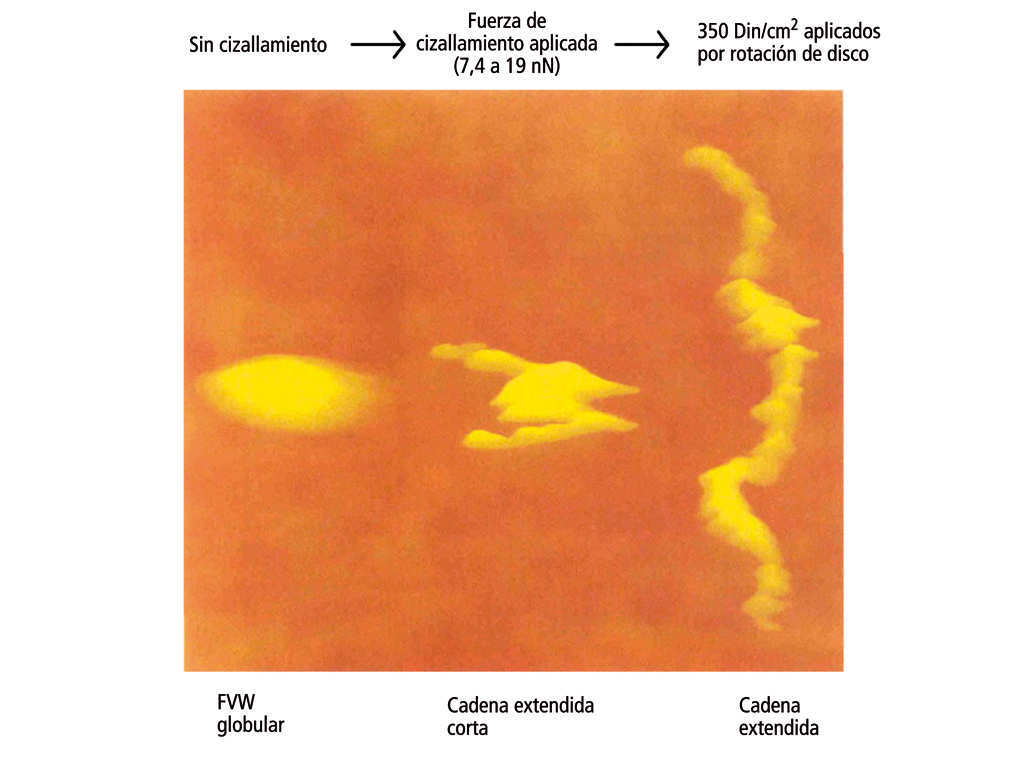 Sin cizallamiento
Fuerza de
cizallamiento aplicada
(7,4 a 19 nN)
350 Din/cm² aplicados
por rotación de disco
FVW
globular
Cadena extendida
corta
Cadena
extendida